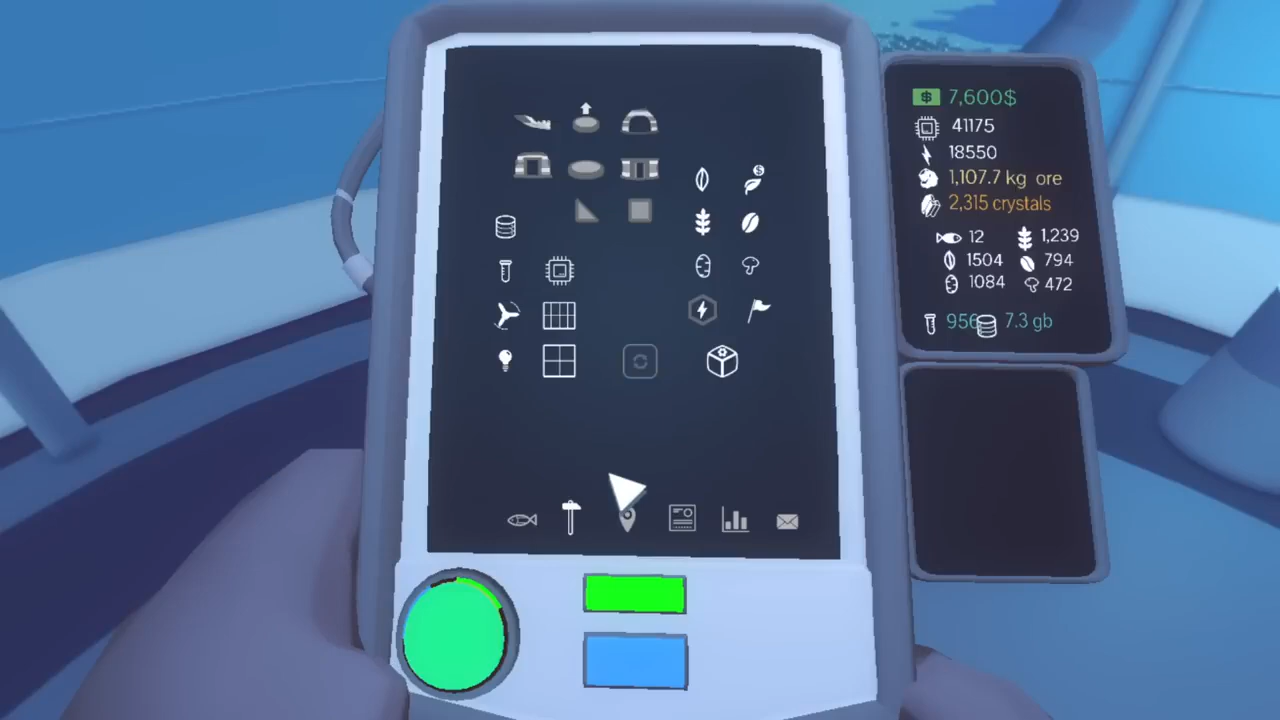 7,600$
41175
18550
1,107.7 kg ore
2,315 crystals
12 1,239
1504 794
1084 472
956 7.3 gb